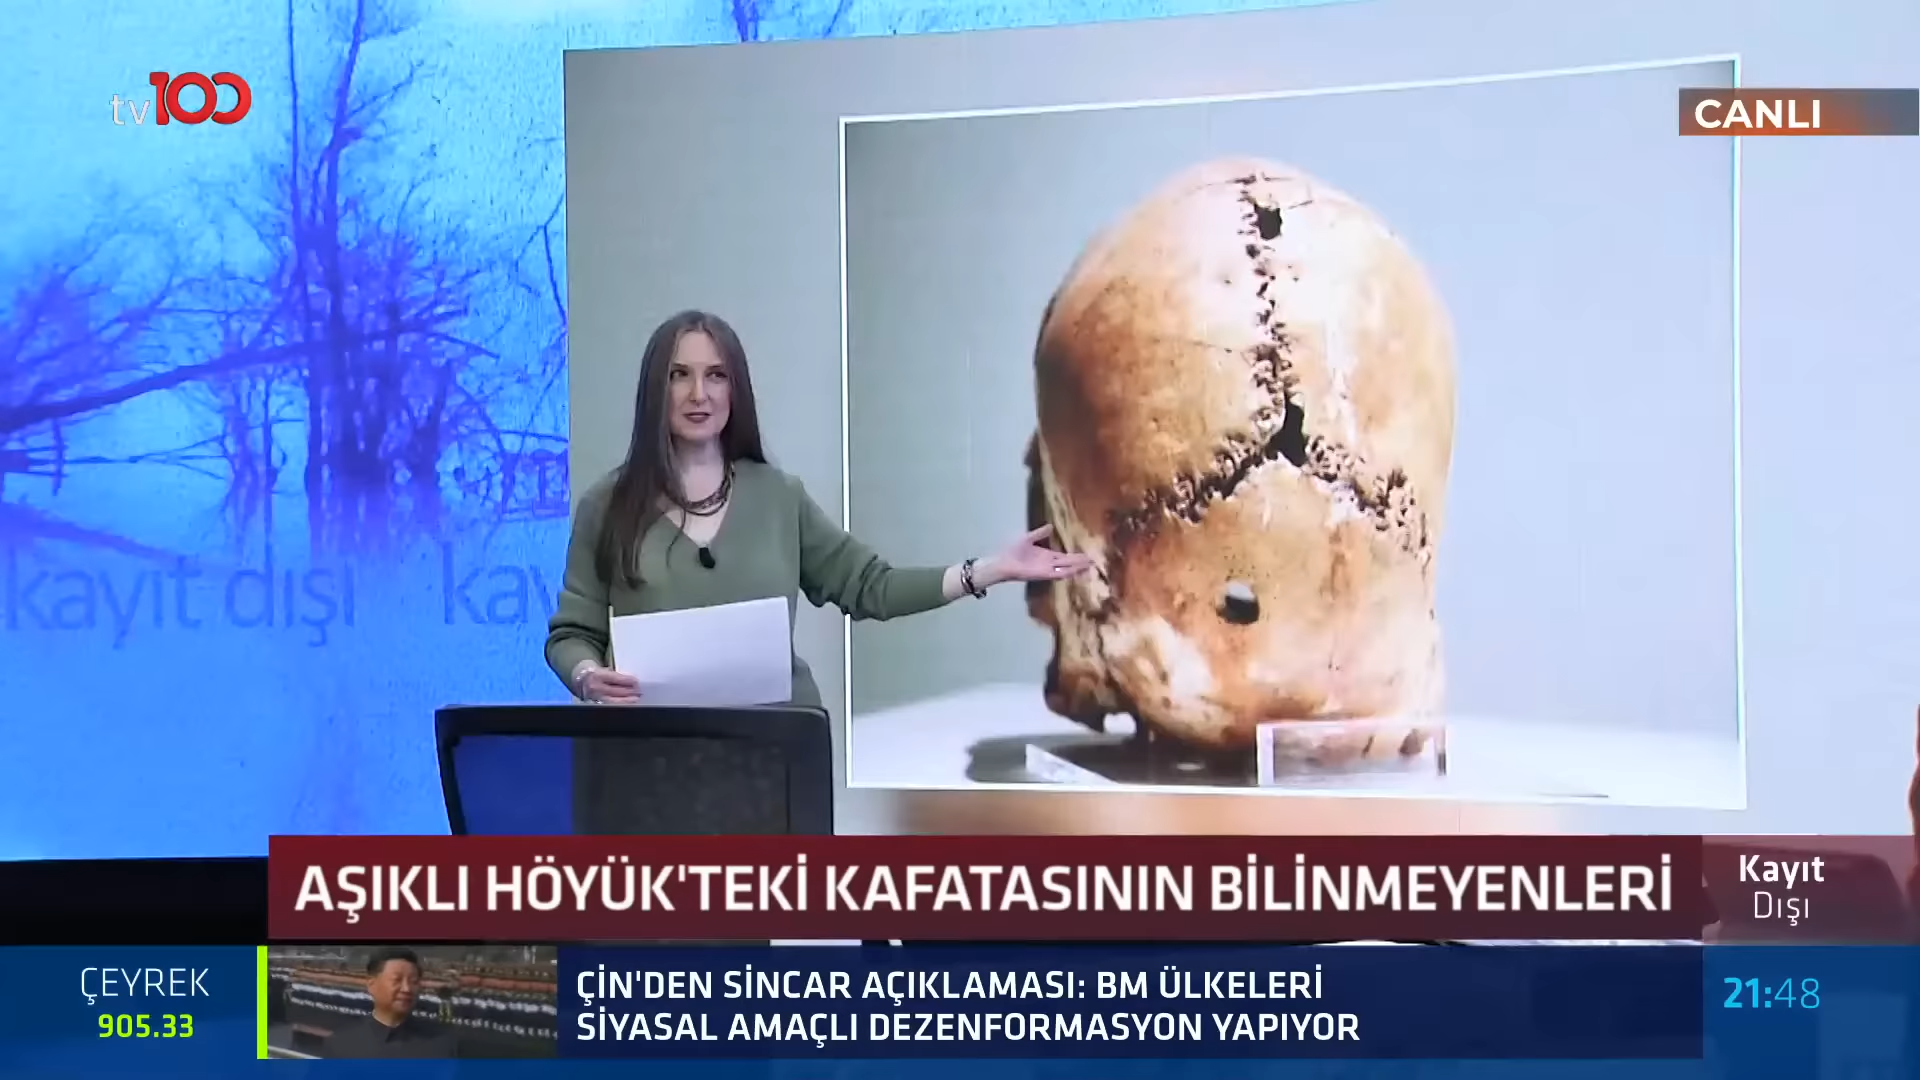 tv100
CANLI
kayıt dışı kay
AŞIKLI HÖYÜK'TEKİ KAFATASININ BİLİNMEYENLERİ
Kayıt
Dışı
ÇEYREK
905.33
ÇİN'DEN SİNCAR AÇIKLAMASI: BM ÜLKELERİ
SİYASAL AMAÇLI DEZENFORMASYON YAPIYOR
21:48